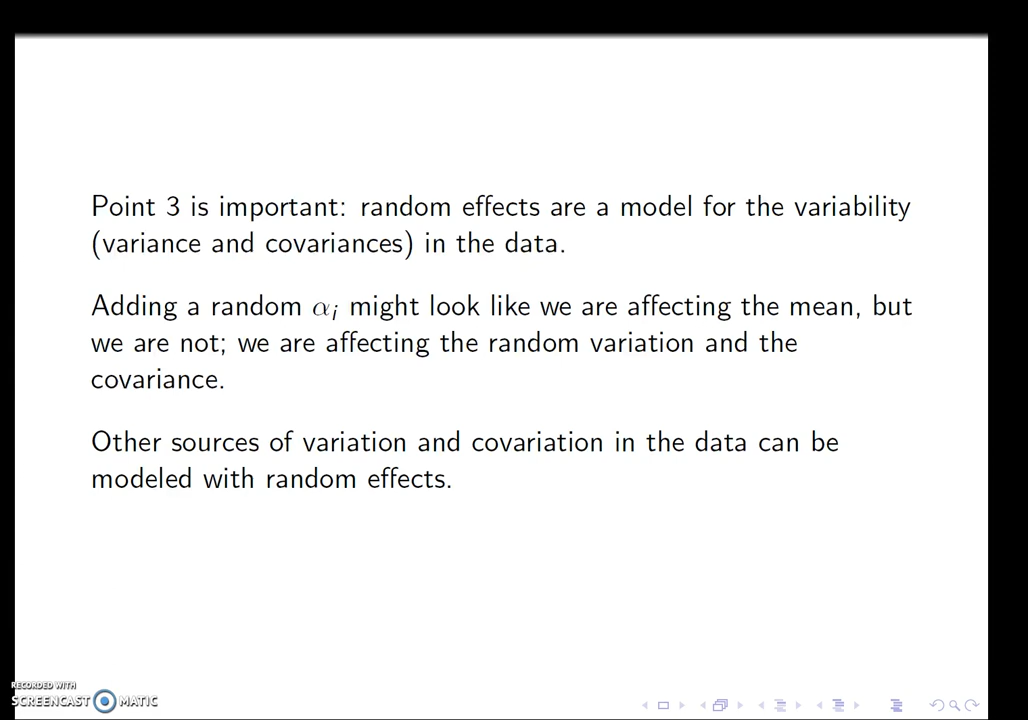 Point 3 is important: random effects are a model for the variability
(variance and covariances) in the data.
Adding a random αᵢ might look like we are affecting the mean, but
we are not; we are affecting the random variation and the
covariance.
Other sources of variation and covariation in the data can be
modeled with random effects.
RECORDED WITH
SCREENCAST MATIC